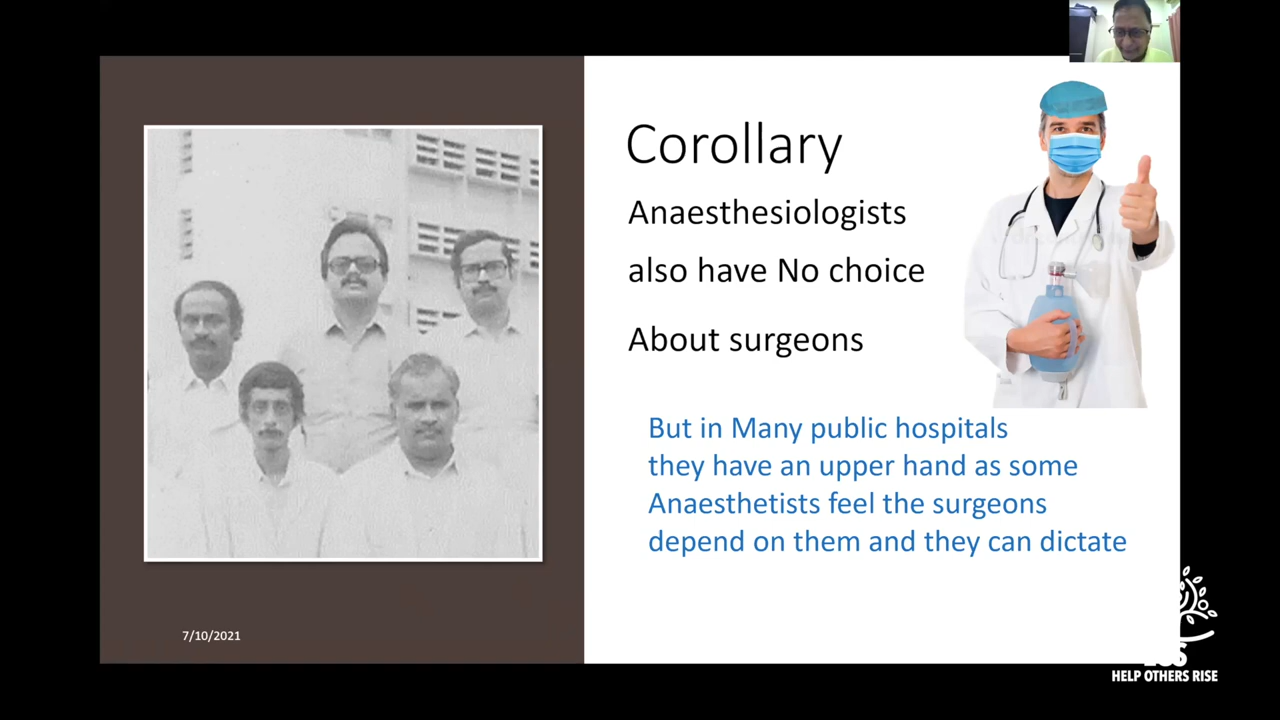 Corollary
Anaesthesiologists
also have No choice
About surgeons
But in Many public hospitals
they have an upper hand as some
Anaesthetists feel the surgeons
depend on them and they can dictate
7/10/2021
HELP OTHERS RISE